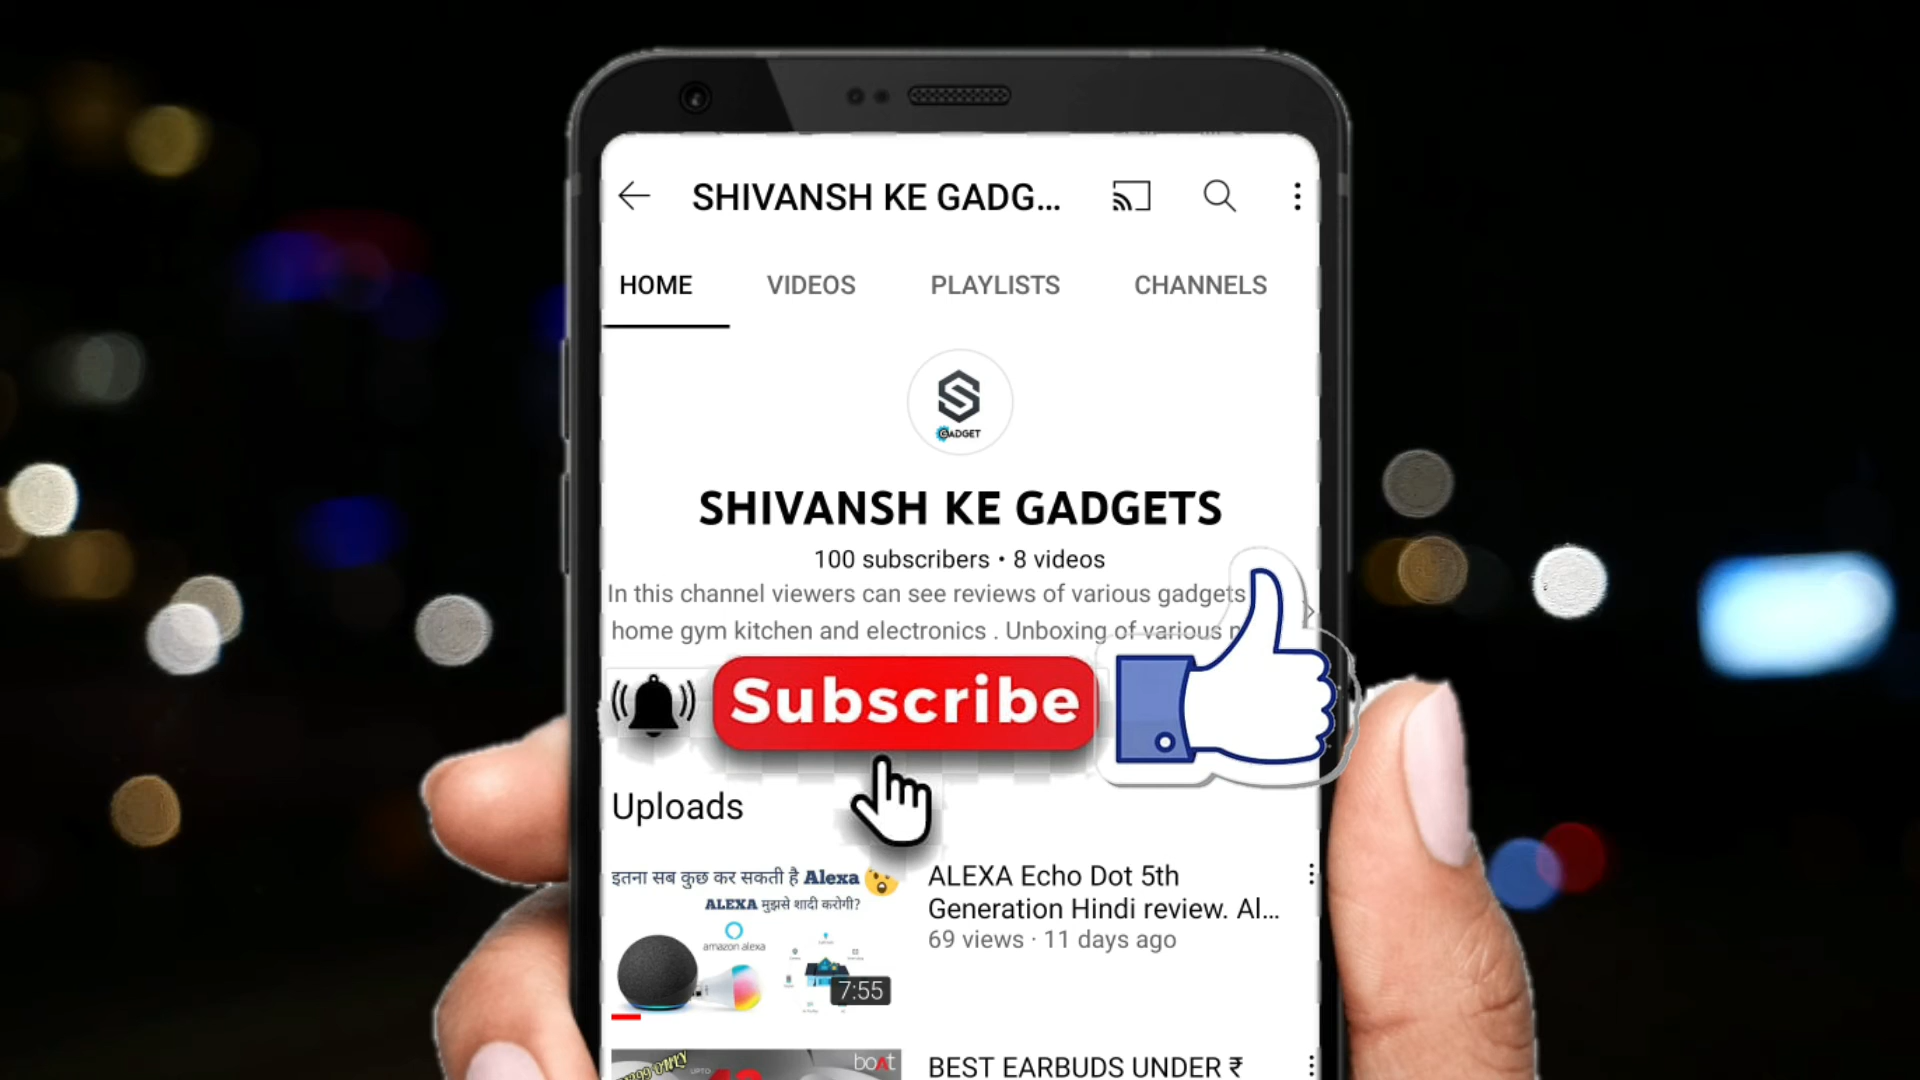 SHIVANSH KE GADG...
HOME VIDEOS PLAYLISTS CHANNELS
GADGET
SHIVANSH KE GADGETS
100 subscribers • 8 videos
In this channel viewers can see reviews of various gadgets
home gym kitchen and electronics . Unboxing of various
Subscribe
Uploads
इतना सब कुछ कर सकती है Alexa
ALEXA मुझसे शादी करोगी?
amazon alexa
7:55
ALEXA Echo Dot 5th
Generation Hindi review. Al...
69 views · 11 days ago
UPTO
boAt
BEST EARBUDS UNDER ₹